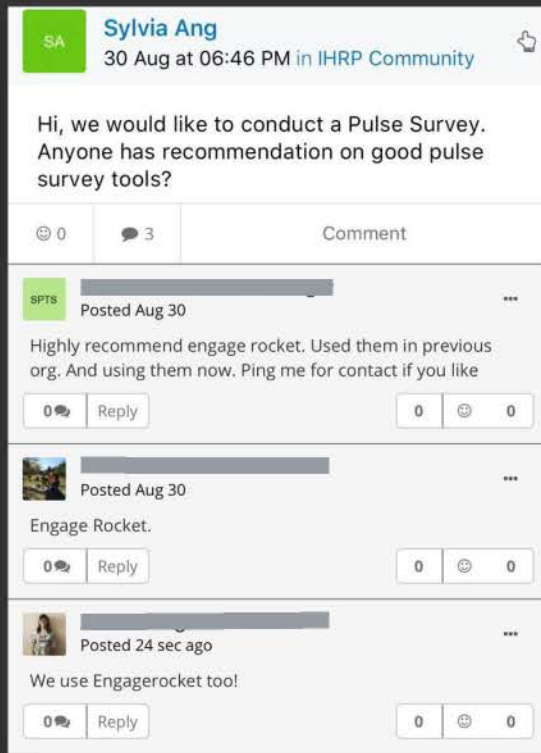 SA
Sylvia Ang
30 Aug at 06:46 PM in IHRP Community
Hi, we would like to conduct a Pulse Survey.
Anyone has recommendation on good pulse
survey tools?
0
3
Comment
SPTS
Posted Aug 30
Highly recommend engage rocket. Used them in previous
org. And using them now. Ping me for contact if you like
0 Reply 0 0
Posted Aug 30
Engage Rocket.
0 Reply 0 0
Posted 24 sec ago
We use Engagerocket too!
0 Reply 0 0